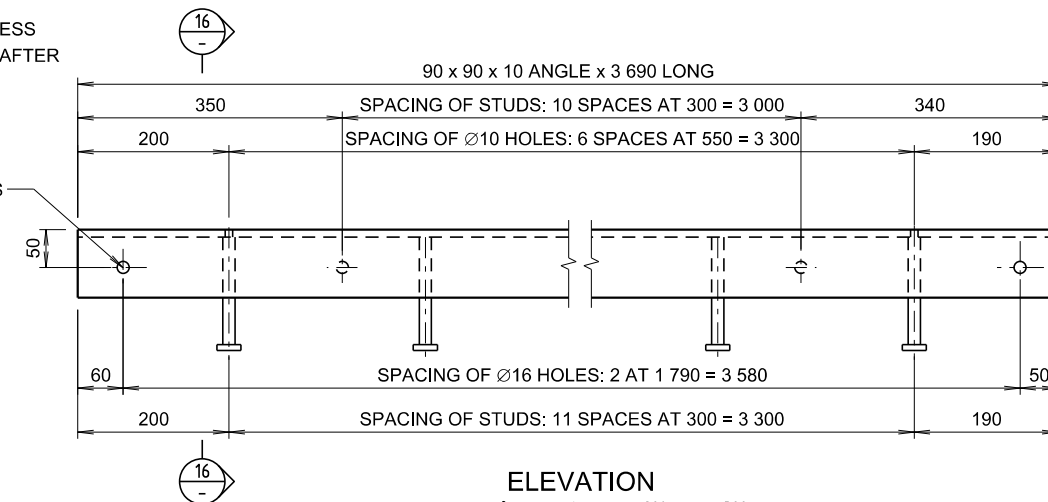 ESS
AFTER
16
-
90 x 90 x 10 ANGLE x 3 690 LONG
350 SPACING OF STUDS: 10 SPACES AT 300 = 3 000 340
200 SPACING OF Ø10 HOLES: 6 SPACES AT 550 = 3 300 190
S
50
60 SPACING OF Ø16 HOLES: 2 AT 1 790 = 3 580 50
200 SPACING OF STUDS: 11 SPACES AT 300 = 3 300 190
16
-
ELEVATION